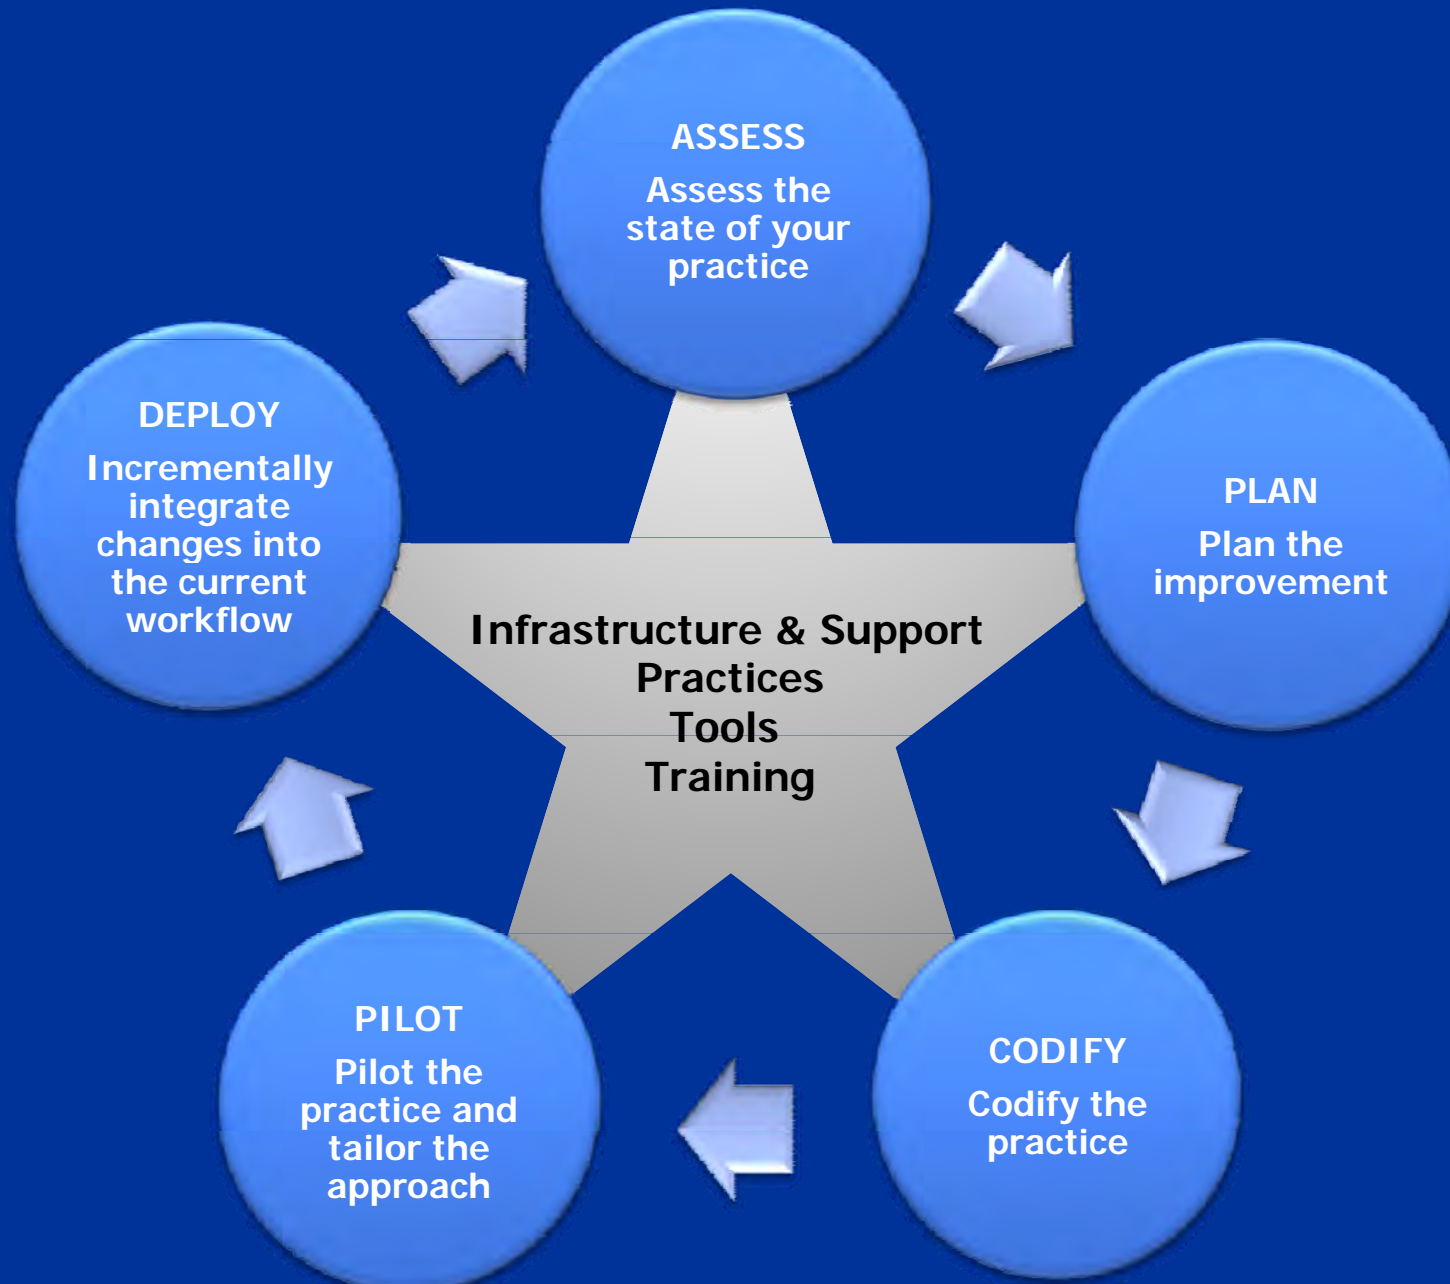 ASSESS
Assess the
state of your
practice
PLAN
Plan the
improvement
CODIFY
Codify the
practice
PILOT
Pilot the
practice and
tailor the
approach
DEPLOY
Incrementally
integrate
changes into
the current
workflow
Infrastructure & Support
Practices
Tools
Training